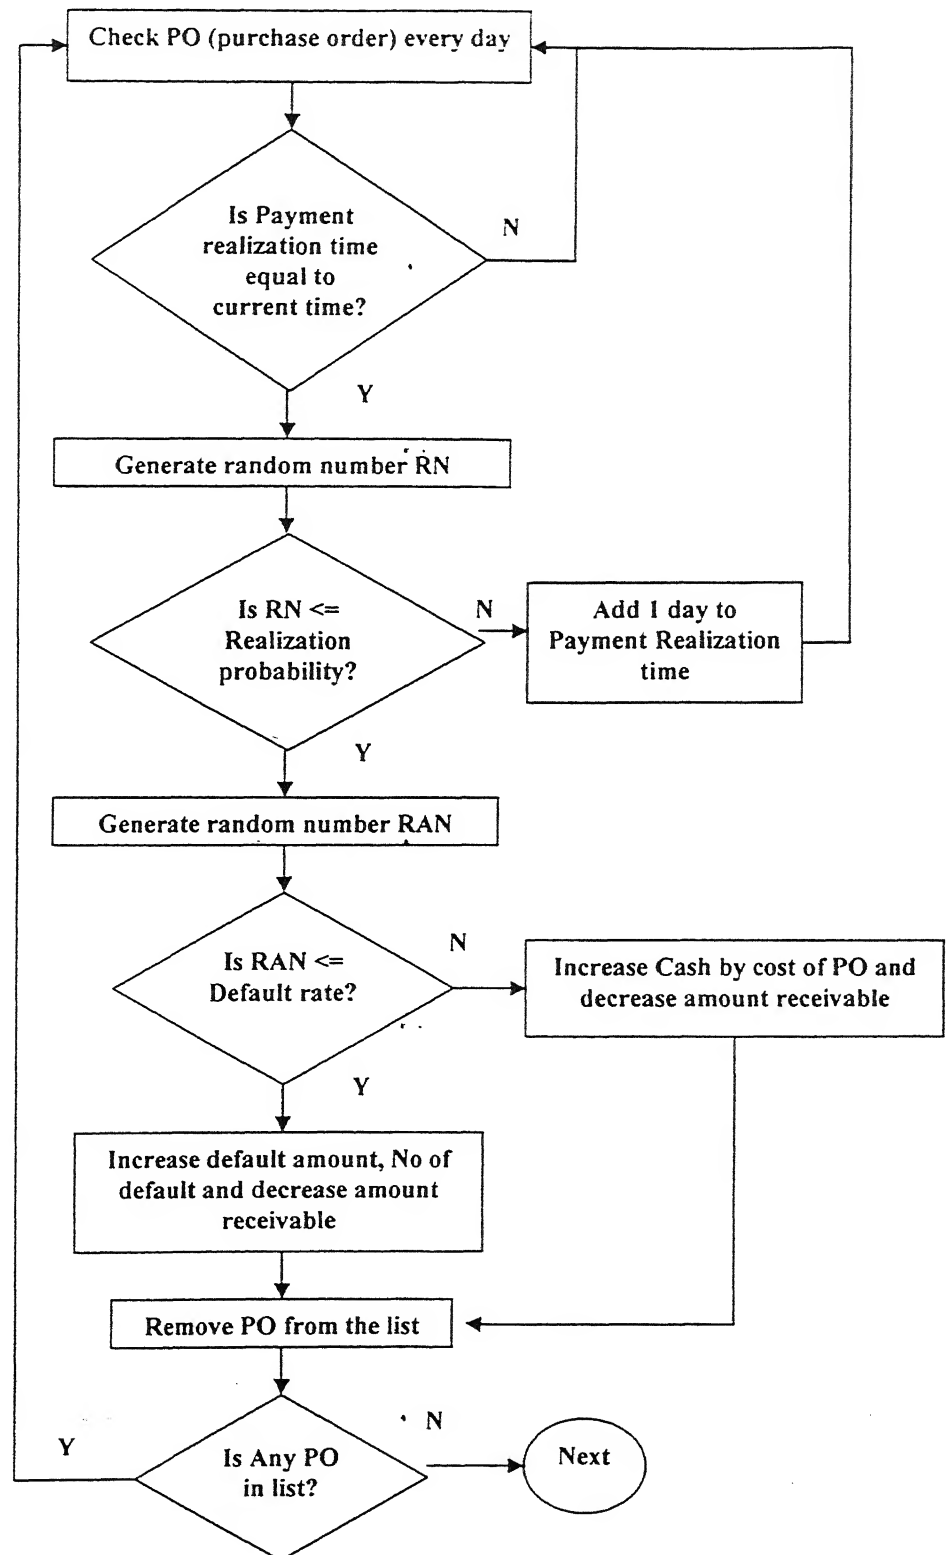 Check PO (purchase order) every day
Is Payment
realization time
equal to
current time?
N
Y
Generate random number RN
Is RN <=
Realization
probability?
N
Add 1 day to
Payment Realization
time
Y
Generate random number RAN
Is RAN <=
Default rate?
N
Increase Cash by cost of PO and
decrease amount receivable
Y
Increase default amount, No of
default and decrease amount
receivable
Remove PO from the list
Y
Is Any PO
in list?
N
Next